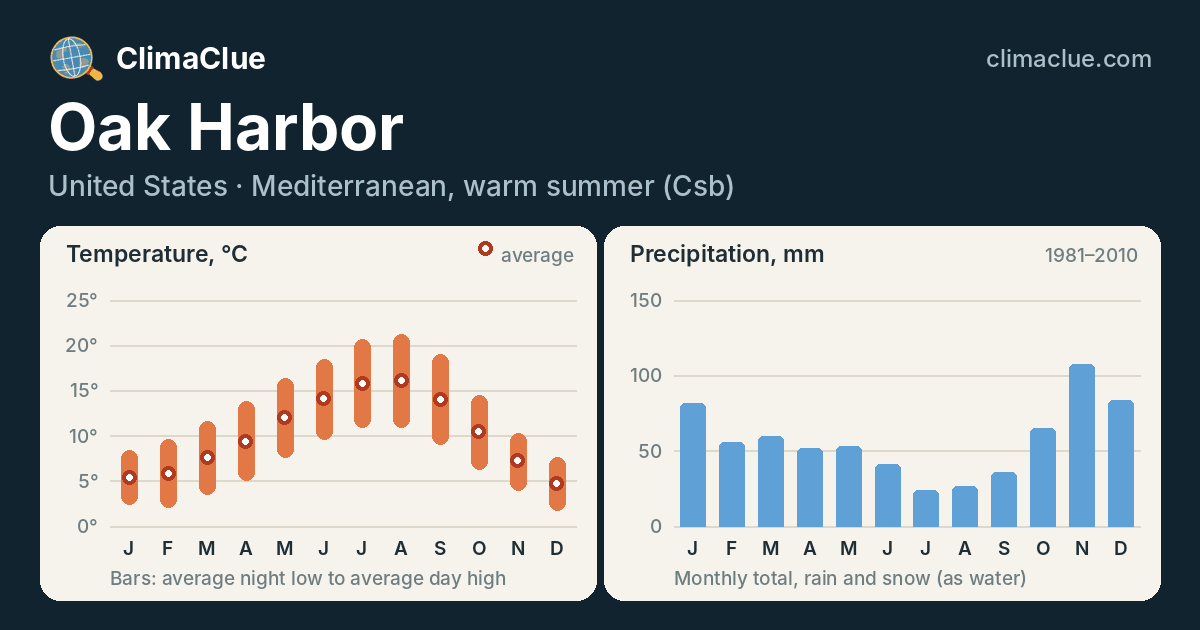 ClimaClue
climaclue.com
Oak Harbor
United States · Mediterranean, warm summer (Csb)
Temperature, °C
average
25°
20°
15°
10°
5°
0°
J F M A M J J A S O N D
Bars: average night low to average day high
Precipitation, mm
1981–2010
150
100
50
0
J F M A M J J A S O N D
Monthly total, rain and snow (as water)